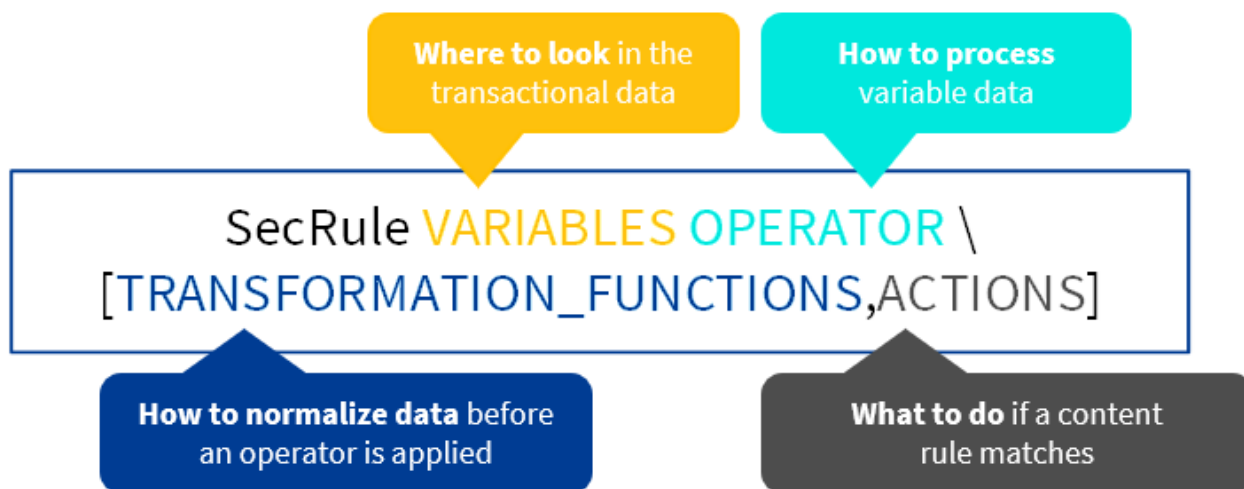 Where to look in the
transactional data
How to process
variable data
SecRule VARIABLES OPERATOR \
[TRANSFORMATION_FUNCTIONS,ACTIONS]
How to normalize data before
an operator is applied
What to do if a content
rule matches